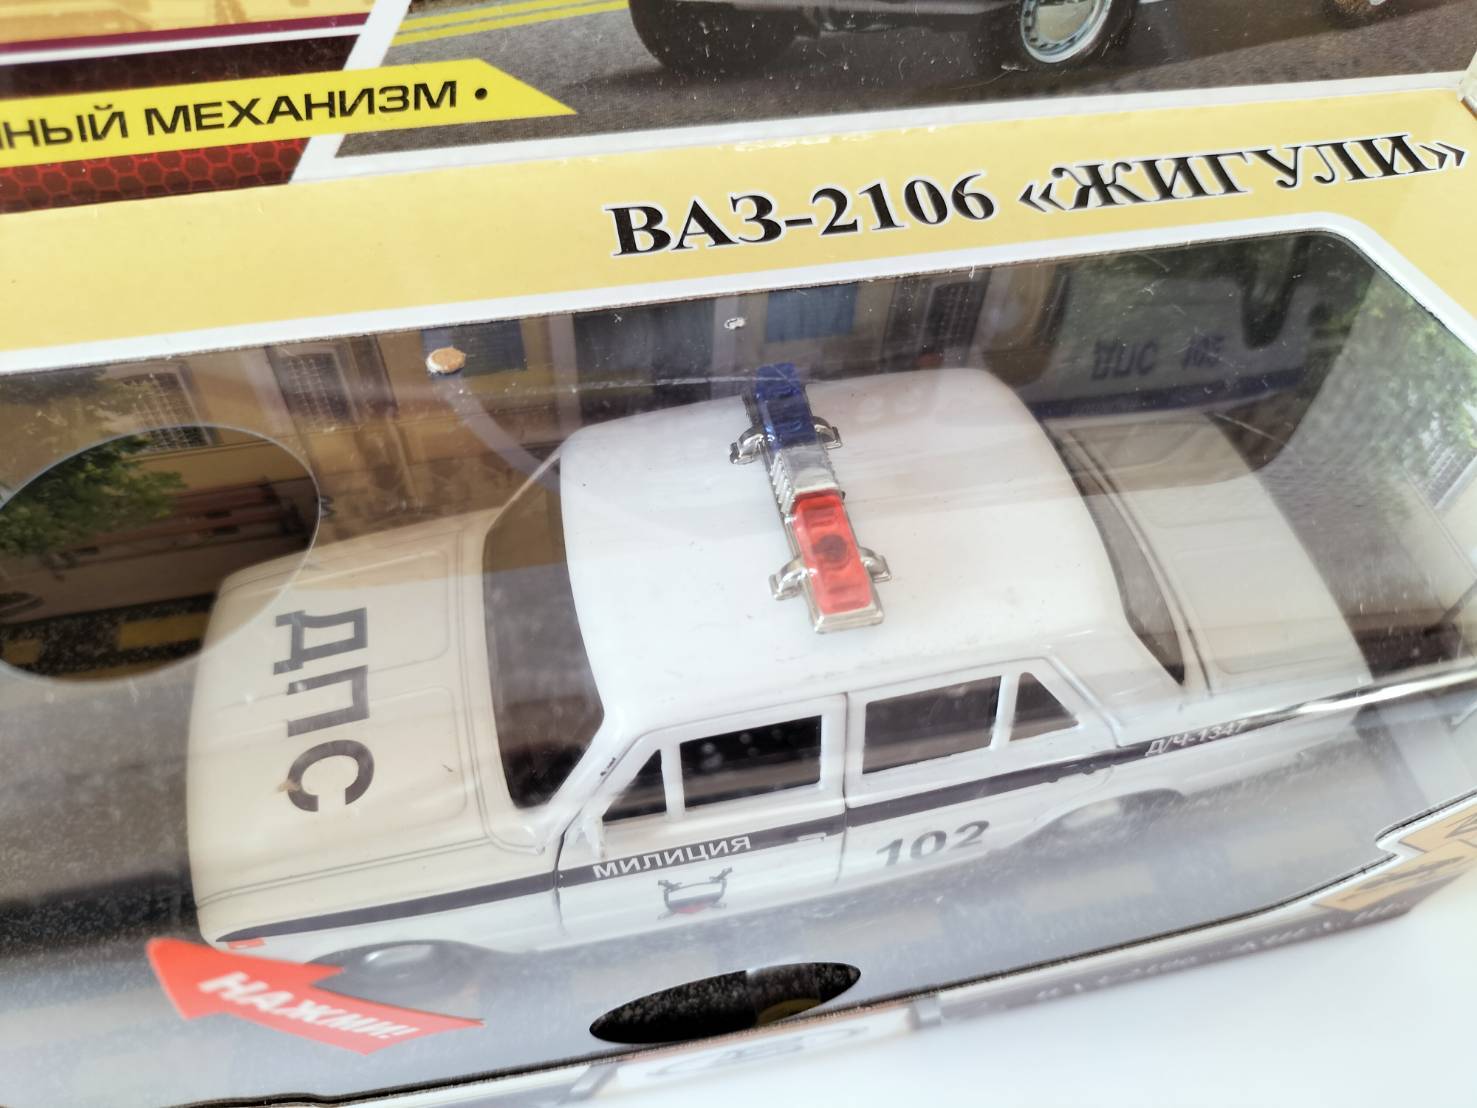 НЫЙ МЕХАНИЗМ •
ВАЗ-2106 «ЖИГУЛИ»
ДПС
ДПС
Д/Ч-1347
102
МИЛИЦИЯ
НАЖМИ!